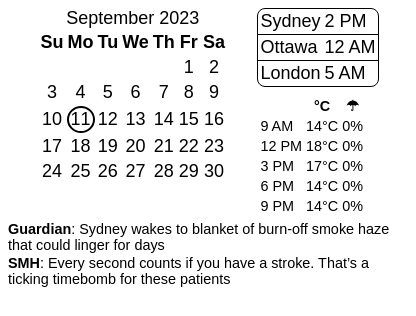 September 2023
Su Mo Tu We Th Fr Sa
1 2
3 4 5 6 7 8 9
10 11 12 13 14 15 16
17 18 19 20 21 22 23
24 25 26 27 28 29 30
Sydney 2 PM
Ottawa 12 AM
London 5 AM
°C ☂
9 AM 14°C 0%
12 PM 18°C 0%
3 PM 17°C 0%
6 PM 14°C 0%
9 PM 14°C 0%
Guardian: Sydney wakes to blanket of burn-off smoke haze
that could linger for days
SMH: Every second counts if you have a stroke. That’s a
ticking timebomb for these patients